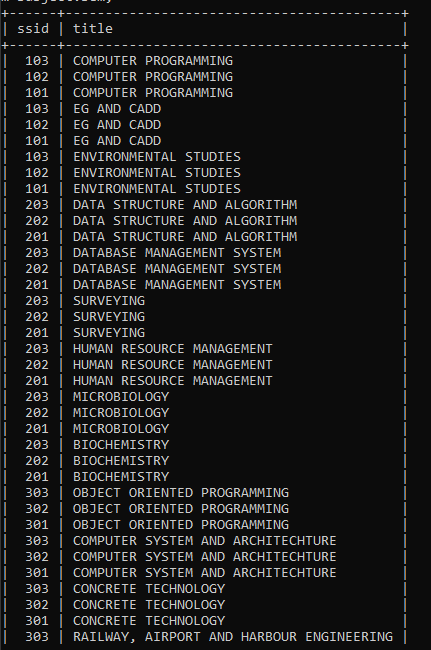 ssid | title
103 | COMPUTER PROGRAMMING
102 | COMPUTER PROGRAMMING
101 | COMPUTER PROGRAMMING
103 | EG AND CADD
102 | EG AND CADD
101 | EG AND CADD
103 | ENVIRONMENTAL STUDIES
102 | ENVIRONMENTAL STUDIES
101 | ENVIRONMENTAL STUDIES
203 | DATA STRUCTURE AND ALGORITHM
202 | DATA STRUCTURE AND ALGORITHM
201 | DATA STRUCTURE AND ALGORITHM
203 | DATABASE MANAGEMENT SYSTEM
202 | DATABASE MANAGEMENT SYSTEM
201 | DATABASE MANAGEMENT SYSTEM
203 | SURVEYING
202 | SURVEYING
201 | SURVEYING
203 | HUMAN RESOURCE MANAGEMENT
202 | HUMAN RESOURCE MANAGEMENT
201 | HUMAN RESOURCE MANAGEMENT
203 | MICROBIOLOGY
202 | MICROBIOLOGY
201 | MICROBIOLOGY
203 | BIOCHEMISTRY
202 | BIOCHEMISTRY
201 | BIOCHEMISTRY
303 | OBJECT ORIENTED PROGRAMMING
302 | OBJECT ORIENTED PROGRAMMING
301 | OBJECT ORIENTED PROGRAMMING
303 | COMPUTER SYSTEM AND ARCHITECHTURE
302 | COMPUTER SYSTEM AND ARCHITECHTURE
301 | COMPUTER SYSTEM AND ARCHITECHTURE
303 | CONCRETE TECHNOLOGY
302 | CONCRETE TECHNOLOGY
301 | CONCRETE TECHNOLOGY
303 | RAILWAY, AIRPORT AND HARBOUR ENGINEERING